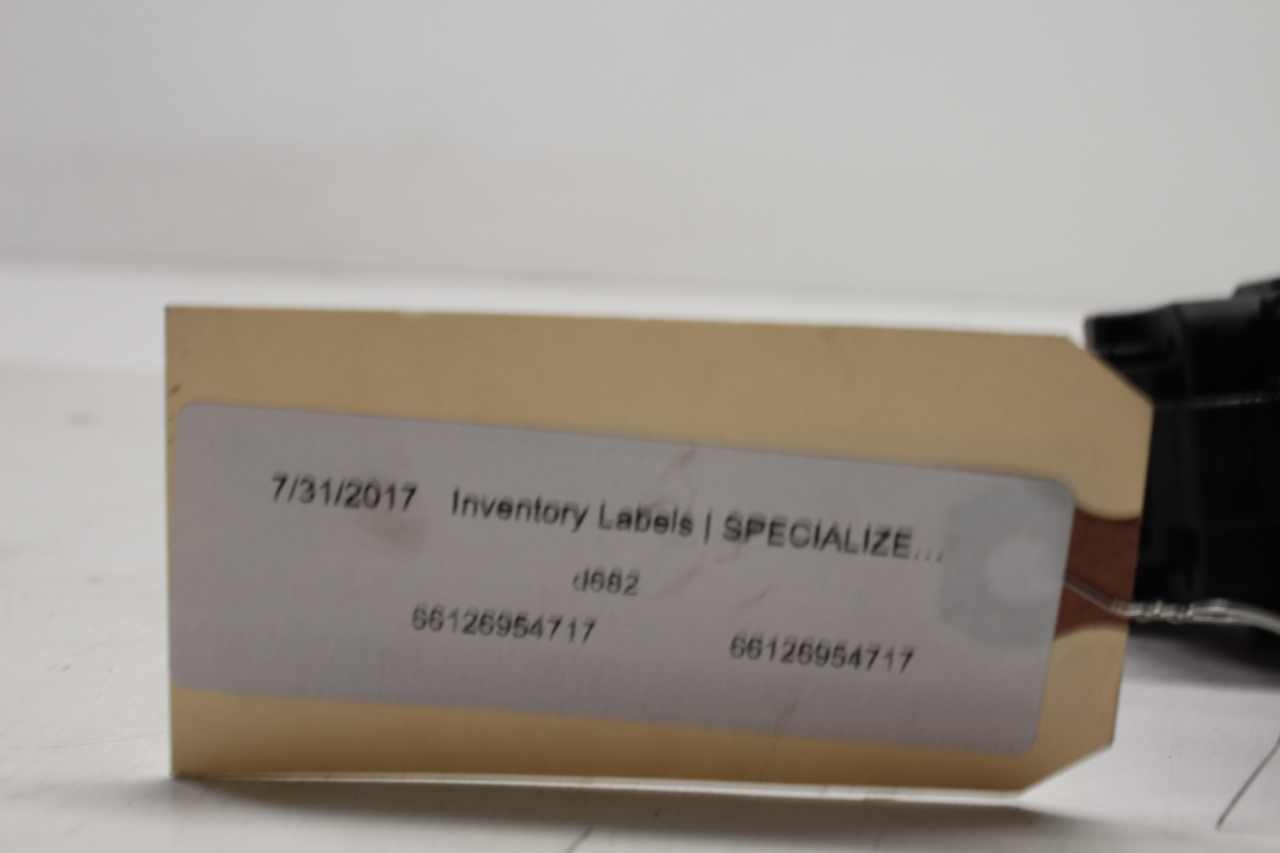 7/31/2017 Inventory Labels | SPECIALIZE...
d682
66126954717 66126954717